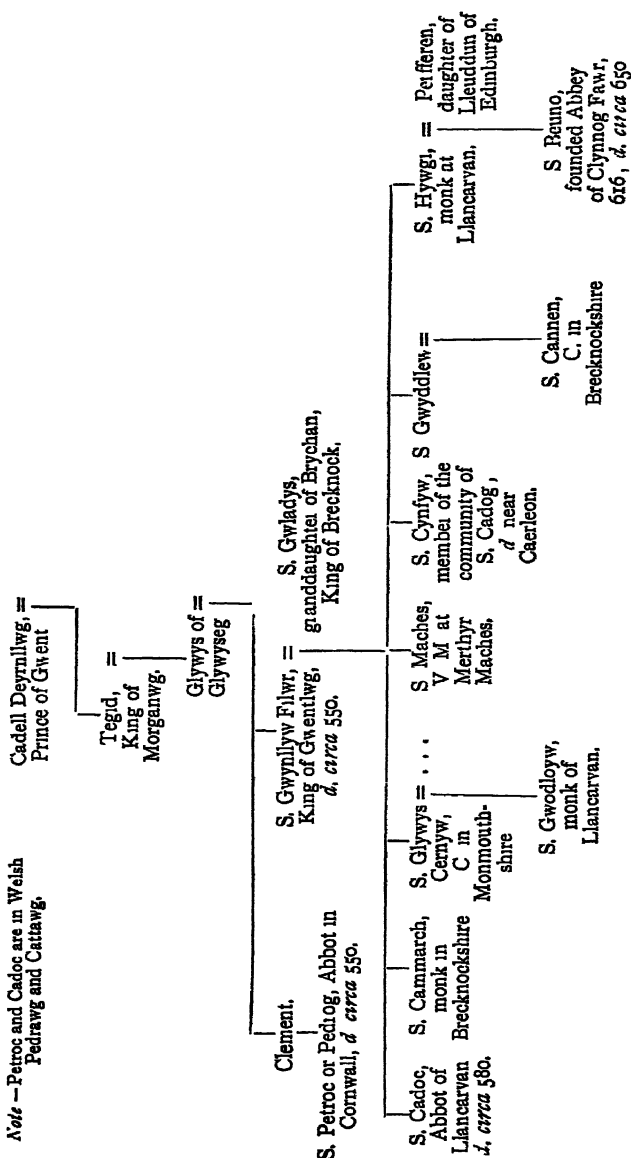 Note — Petroc and Cadoc are in Welsh
Pedrawg and Cattawg.
Cadell Deyrnllwg, =
Prince of Gwent
Tegid, =
King of
Morganwg.
Glywys of =
Glywyseg
Clement.
S. Petroc or Pedrog, Abbot in
Cornwall, d circa 550.
S. Gwynllyw Filwr, =
King of Gwentlwg,
d. circa 550.
S. Gwladys,
granddaughter of Brychan,
King of Brecknock.
S. Cadoc,
Abbot of
Llancarvan
d. circa 580.
S. Cammarch,
monk in
Brecknockshire
S. Glywys = . . .
Cernyw,
C in
Monmouth-
shire
S. Gwodloyw,
monk of
Llancarvan.
S Maches,
V M at
Merthyr
Maches.
S. Cynfyw,
member of the
community of
S. Cadog,
d near
Caerleon.
S Gwyddlew =
S. Cannen,
C. in
Brecknockshire
S. Hywgi, =
monk at
Llancarvan.
Peifferen,
daughter of
Lleuddun of
Edinburgh.
S Beuno,
founded Abbey
of Clynnog Fawr,
616, d. circa 650